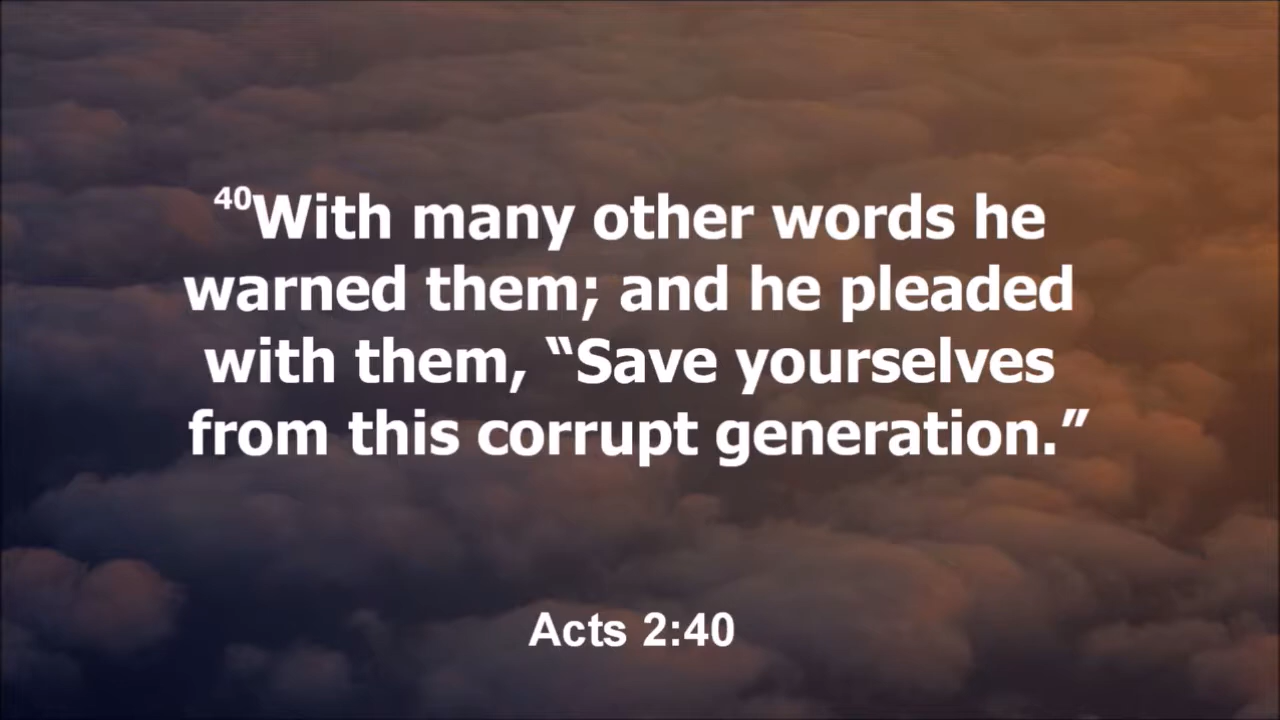 ⁴⁰With many other words he
warned them; and he pleaded
with them, “Save yourselves
from this corrupt generation.”
Acts 2:40